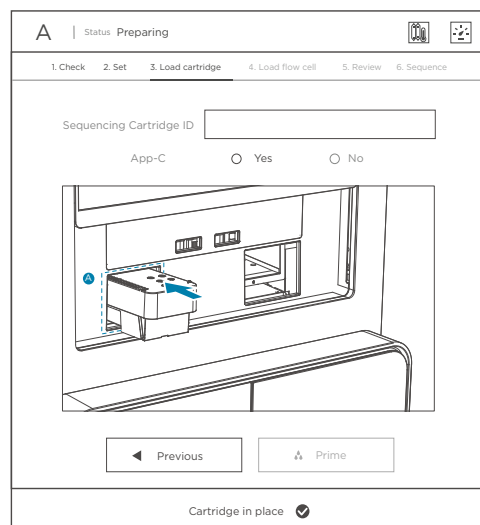 A | Status Preparing
1. Check 2. Set 3. Load cartridge 4. Load flow cell 5. Review 6. Sequence
Sequencing Cartridge ID
App-C Yes No
A
Previous Prime
Cartridge in place